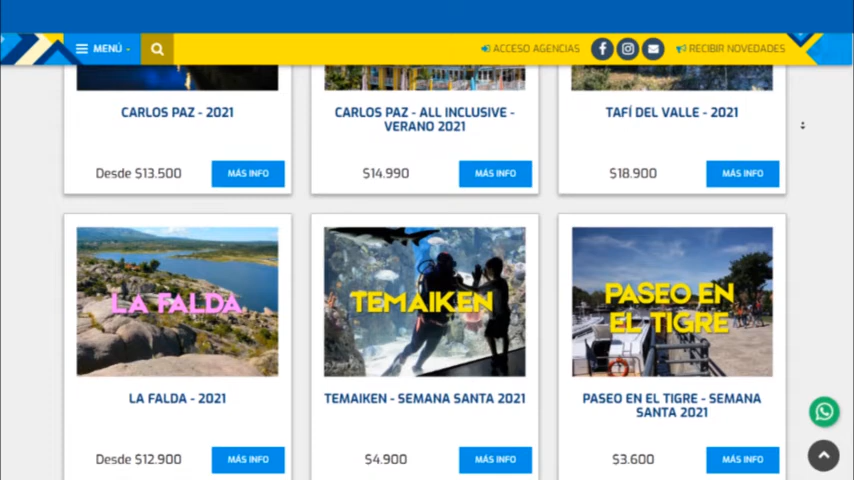 MENÚ
ACCESO AGENCIAS
RECIBIR NOVEDADES
CARLOS PAZ - 2021
CARLOS PAZ - ALL INCLUSIVE -
VERANO 2021
TAFÍ DEL VALLE - 2021
Desde $13.500
MÁS INFO
$14.990
MÁS INFO
$18.900
MÁS INFO
LA FALDA
TEMAIKEN
PASEO EN
EL TIGRE
LA FALDA - 2021
TEMAIKEN - SEMANA SANTA 2021
PASEO EN EL TIGRE - SEMANA
SANTA 2021
Desde $12.900
MÁS INFO
$4.900
MÁS INFO
$3.600
MÁS INFO